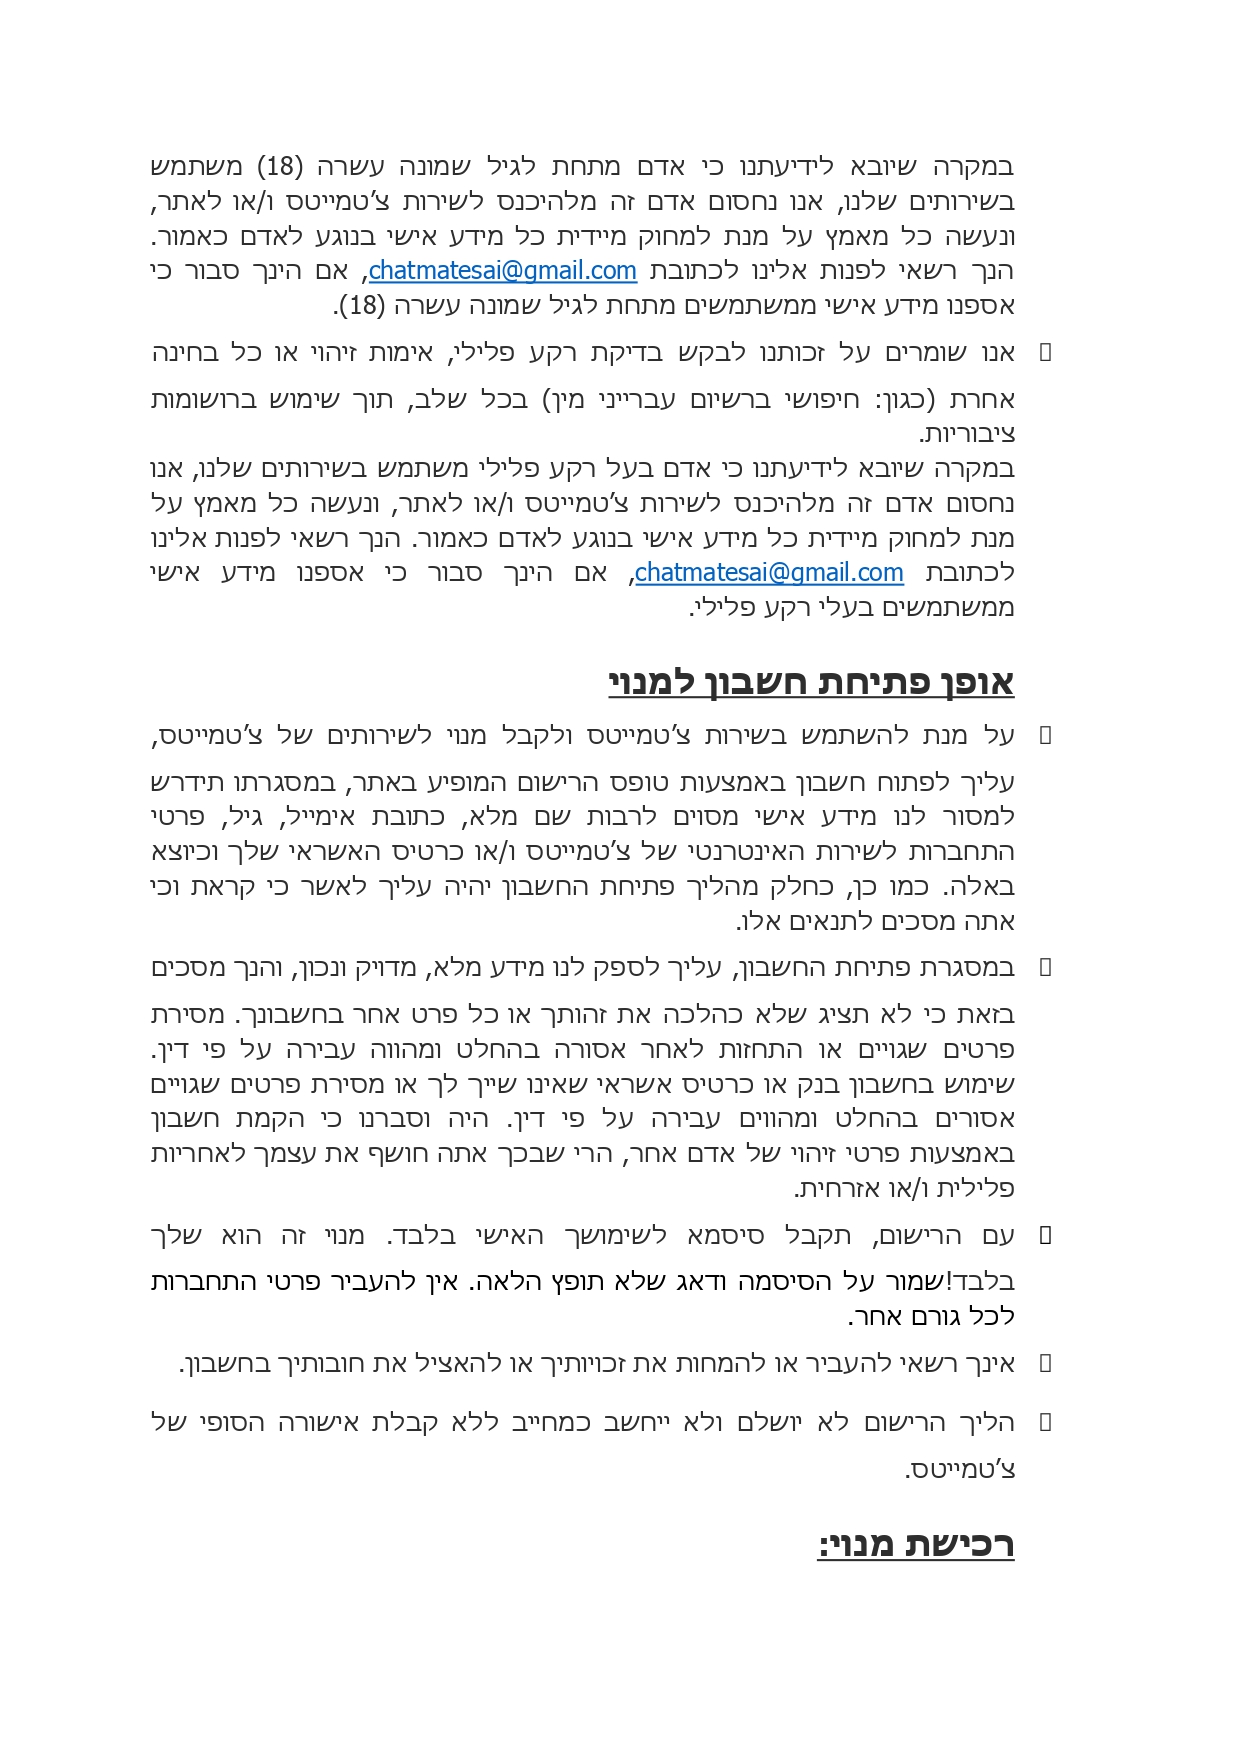 במקרה שיובא לידיעתנו כי אדם מתחת לגיל שמונה עשרה (18) משתמש
בשירותים שלנו, אנו נחסום אדם זה מלהיכנס לשירות צ’טמייטס ו/או לאתר,
ונעשה כל מאמץ על מנת למחוק מיידית כל מידע אישי בנוגע לאדם כאמור.
הנך רשאי לפנות אלינו לכתובת chatmatesai@gmail.com, אם הינך סבור כי
אספנו מידע אישי ממשתמשים מתחת לגיל שמונה עשרה (18).
אנו שומרים על זכותנו לבקש בדיקת רקע פלילי, אימות זיהוי או כל בחינה
אחרת (כגון: חיפושי ברשיום עברייני מין) בכל שלב, תוך שימוש ברושומות
ציבוריות.
במקרה שיובא לידיעתנו כי אדם בעל רקע פלילי משתמש בשירותים שלנו, אנו
נחסום אדם זה מלהיכנס לשירות צ’טמייטס ו/או לאתר, ונעשה כל מאמץ על
מנת למחוק מיידית כל מידע אישי בנוגע לאדם כאמור. הנך רשאי לפנות אלינו
לכתובת chatmatesai@gmail.com, אם הינך סבור כי אספנו מידע אישי
ממשתמשים בעלי רקע פלילי.
אופן פתיחת חשבון למנוי
על מנת להשתמש בשירות צ’טמייטס ולקבל מנוי לשירותים של צ’טמייטס,
עליך לפתוח חשבון באמצעות טופס הרישום המופיע באתר, במסגרתו תידרש
למסור לנו מידע אישי מסוים לרבות שם מלא, כתובת אימייל, גיל, פרטי
התחברות לשירות האינטרנטי של צ’טמייטס ו/או כרטיס האשראי שלך וכיוצא
באלה. כמו כן, כחלק מהליך פתיחת החשבון יהיה עליך לאשר כי קראת וכי
אתה מסכים לתנאים אלו.
במסגרת פתיחת החשבון, עליך לספק לנו מידע מלא, מדויק ונכון, והנך מסכים
בזאת כי לא תציג שלא כהלכה את זהותך או כל פרט אחר בחשבונך. מסירת
פרטים שגויים או התחזות לאחר אסורה בהחלט ומהווה עבירה על פי דין.
שימוש בחשבון בנק או כרטיס אשראי שאינו שייך לך או מסירת פרטים שגויים
אסורים בהחלט ומהווים עבירה על פי דין. היה וסברנו כי הקמת חשבון
באמצעות פרטי זיהוי של אדם אחר, הרי שבכך אתה חושף את עצמך לאחריות
פלילית ו/או אזרחית.
עם הרישום, תקבל סיסמא לשימושך האישי בלבד. מנוי זה הוא שלך
בלבד!שמור על הסיסמה ודאג שלא תופץ הלאה. אין להעביר פרטי התחברות
לכל גורם אחר.
אינך רשאי להעביר או להמחות את זכויותיך או להאציל את חובותיך בחשבון.
הליך הרישום לא יושלם ולא ייחשב כמחייב ללא קבלת אישורה הסופי של
צ’טמייטס.
רכישת מנוי: